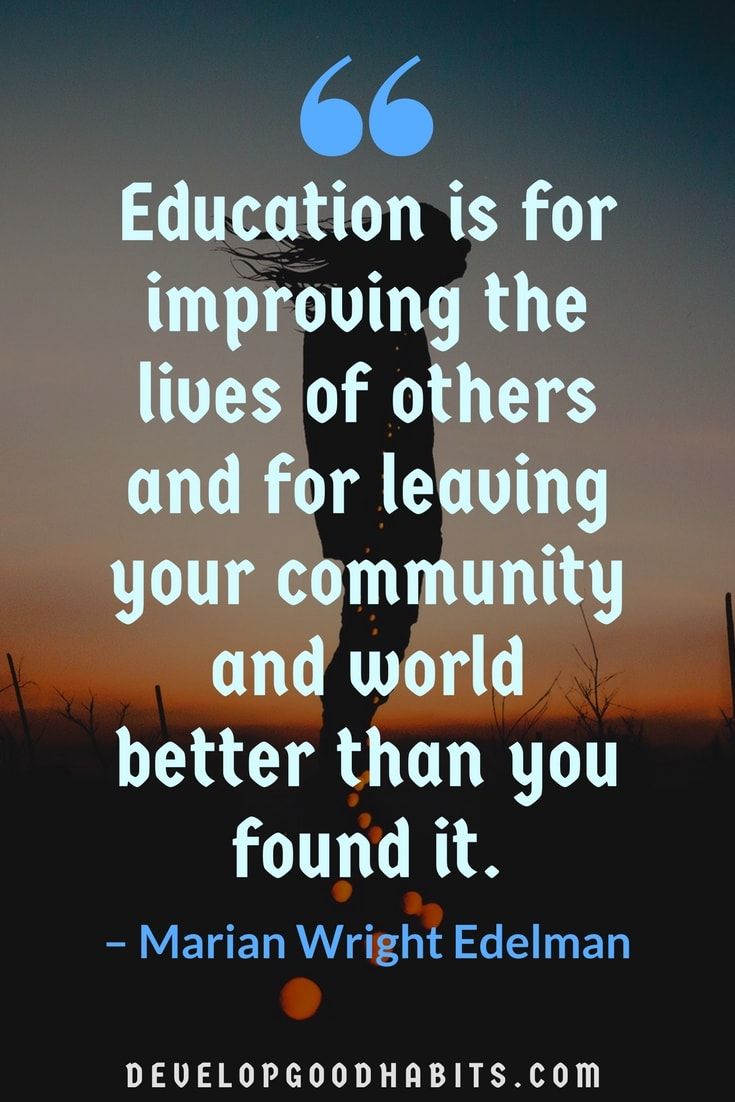 Education is for
improving the
lives of others
and for leaving
your community
and world
better than you
found it.
– Marian Wright Edelman
DEVELOPGOODHABITS.COM